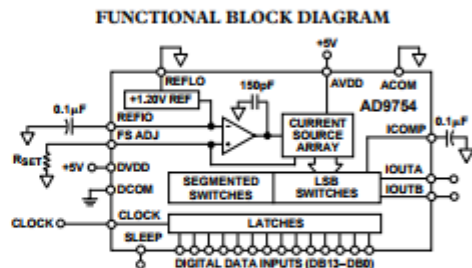 FUNCTIONAL BLOCK DIAGRAM
+5V
REFLO
150pF
AVDD
ACOM
+1.20V REF
AD9754
0.1µF
REFIO
CURRENT
SOURCE
ARRAY
ICOMP
0.1µF
FS ADJ
RSET
+5V
DVDD
DCOM
SEGMENTED
SWITCHES
LSB
SWITCHES
IOUTA
IOUTB
CLOCK
CLOCK
LATCHES
SLEEP
DIGITAL DATA INPUTS (DB13–DB0)